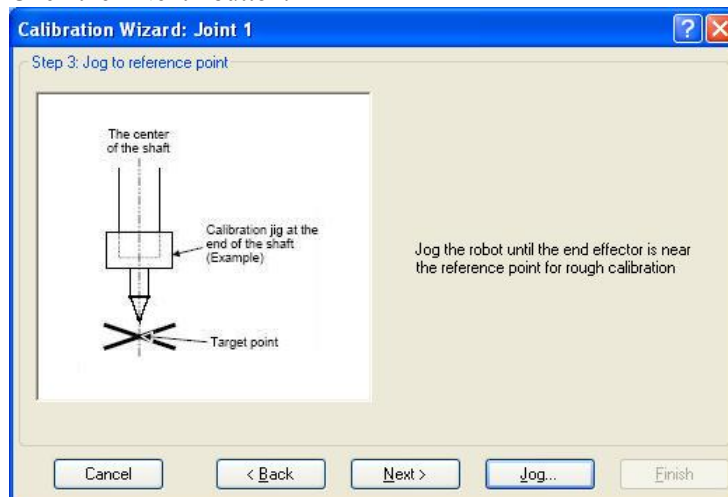 Calibration Wizard: Joint 1
Step 3: Jog to reference point
The center
of the shaft
Calibration jig at the
end of the shaft
(Example)
Target point
Jog the robot until the end effector is near
the reference point for rough calibration
Cancel
< Back
Next >
Jog...
Finish